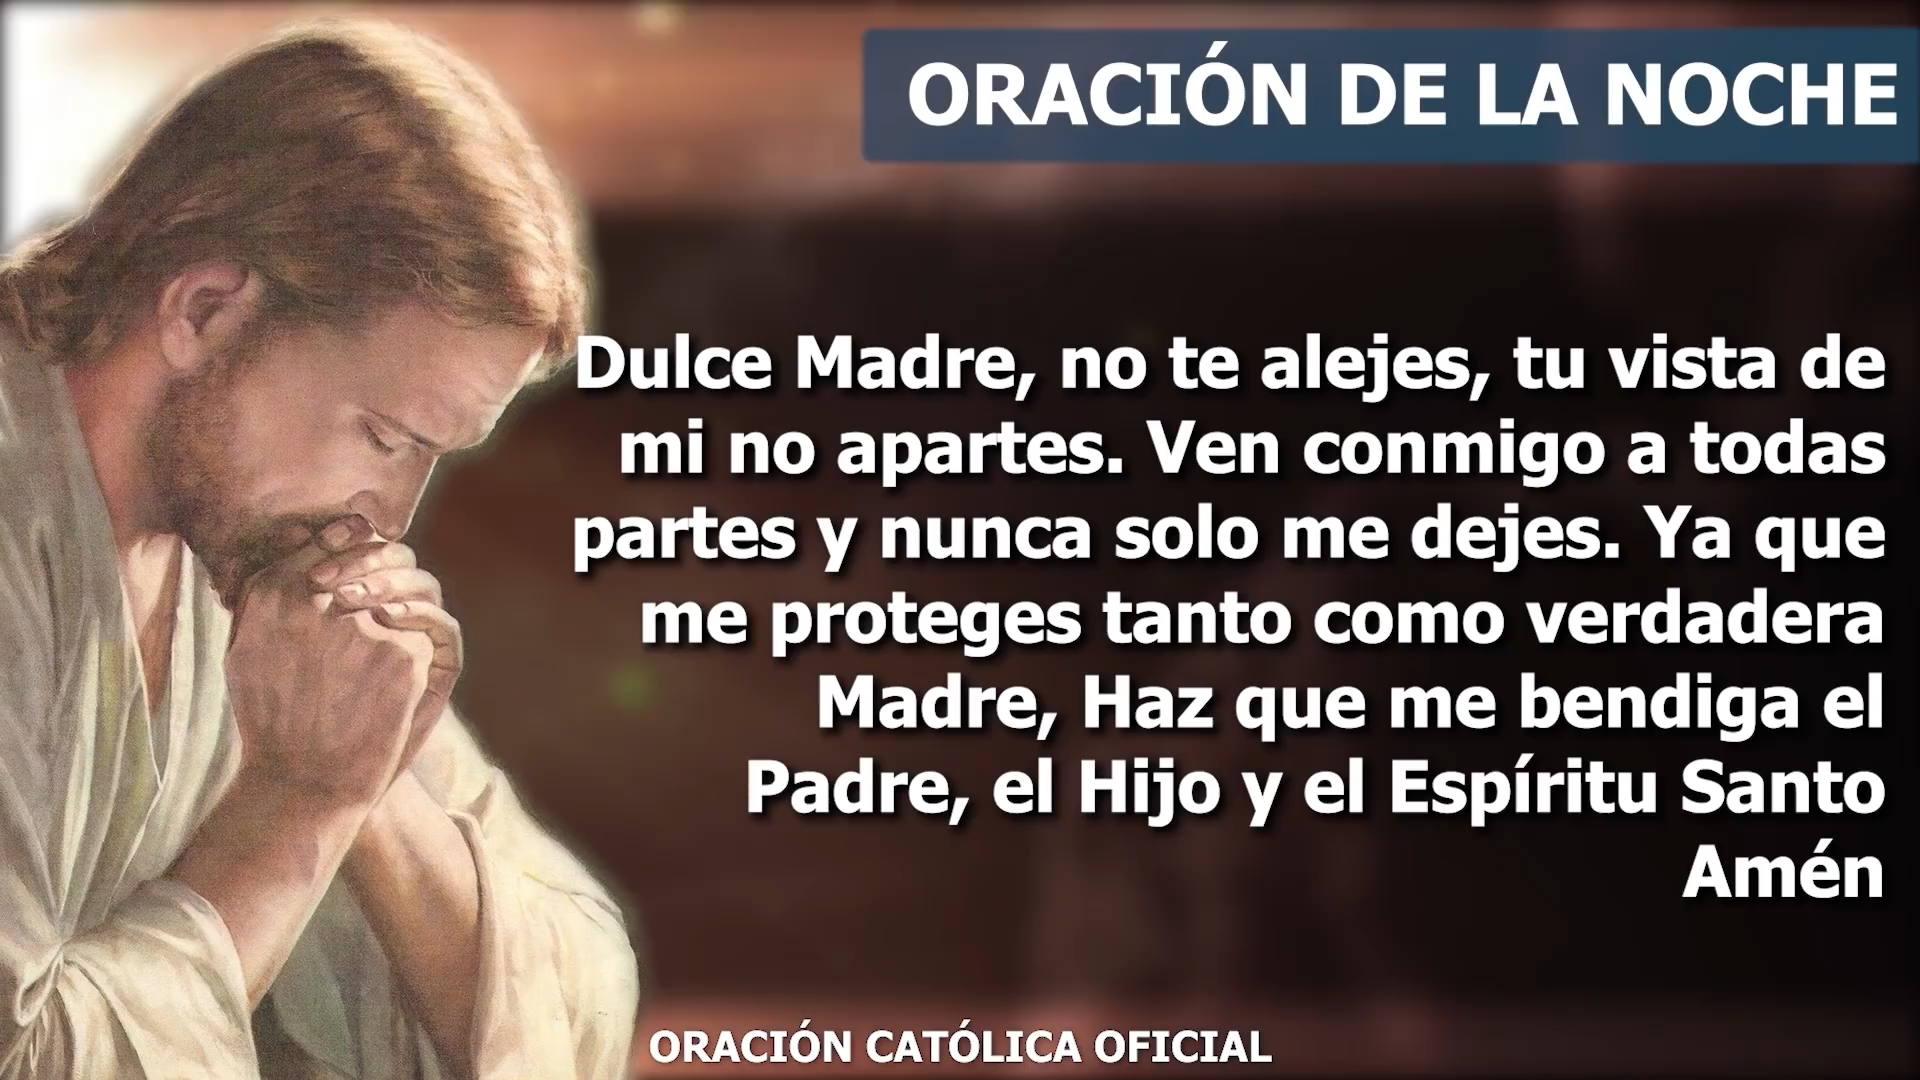 ORACIÓN DE LA NOCHE
Dulce Madre, no te alejes, tu vista de
mi no apartes. Ven conmigo a todas
partes y nunca solo me dejes. Ya que
me proteges tanto como verdadera
Madre, Haz que me bendiga el
Padre, el Hijo y el Espíritu Santo
Amén
ORACIÓN CATÓLICA OFICIAL